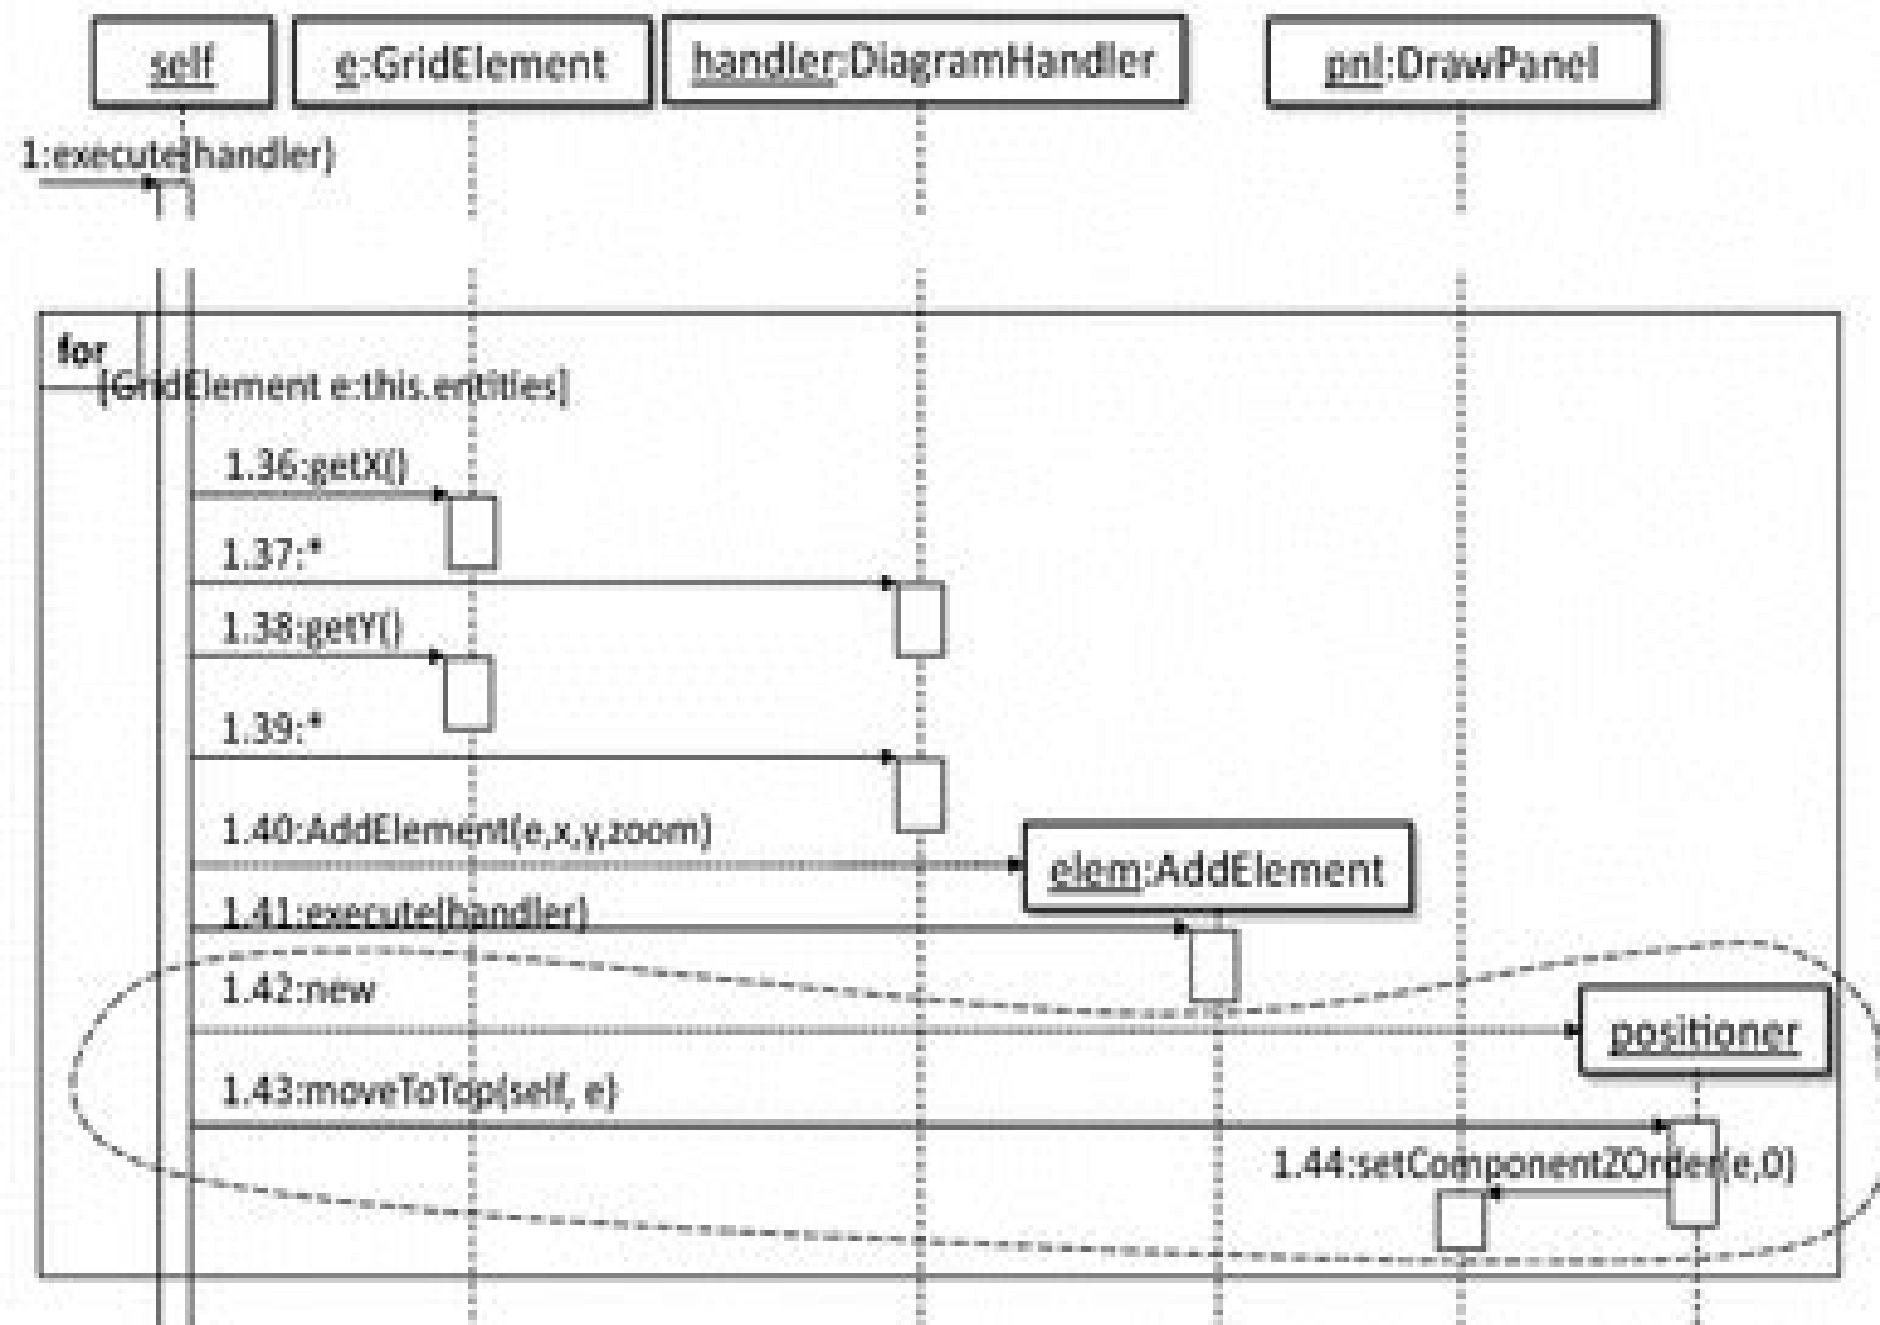 self
e:GridElement
handler:DiagramHandler
pnl:DrawPanel
1:execute(handler)
for
[GridElement e:this.entities]
1.36:getX()
1.37:*
1.38:getY()
1.39:*
1.40:AddElement(e,x,y,zoom)
elem:AddElement
1.41:execute(handler)
1.42:new
positioner
1.43:moveToTop(self, e)
1.44:setComponentZOrder(e,0)